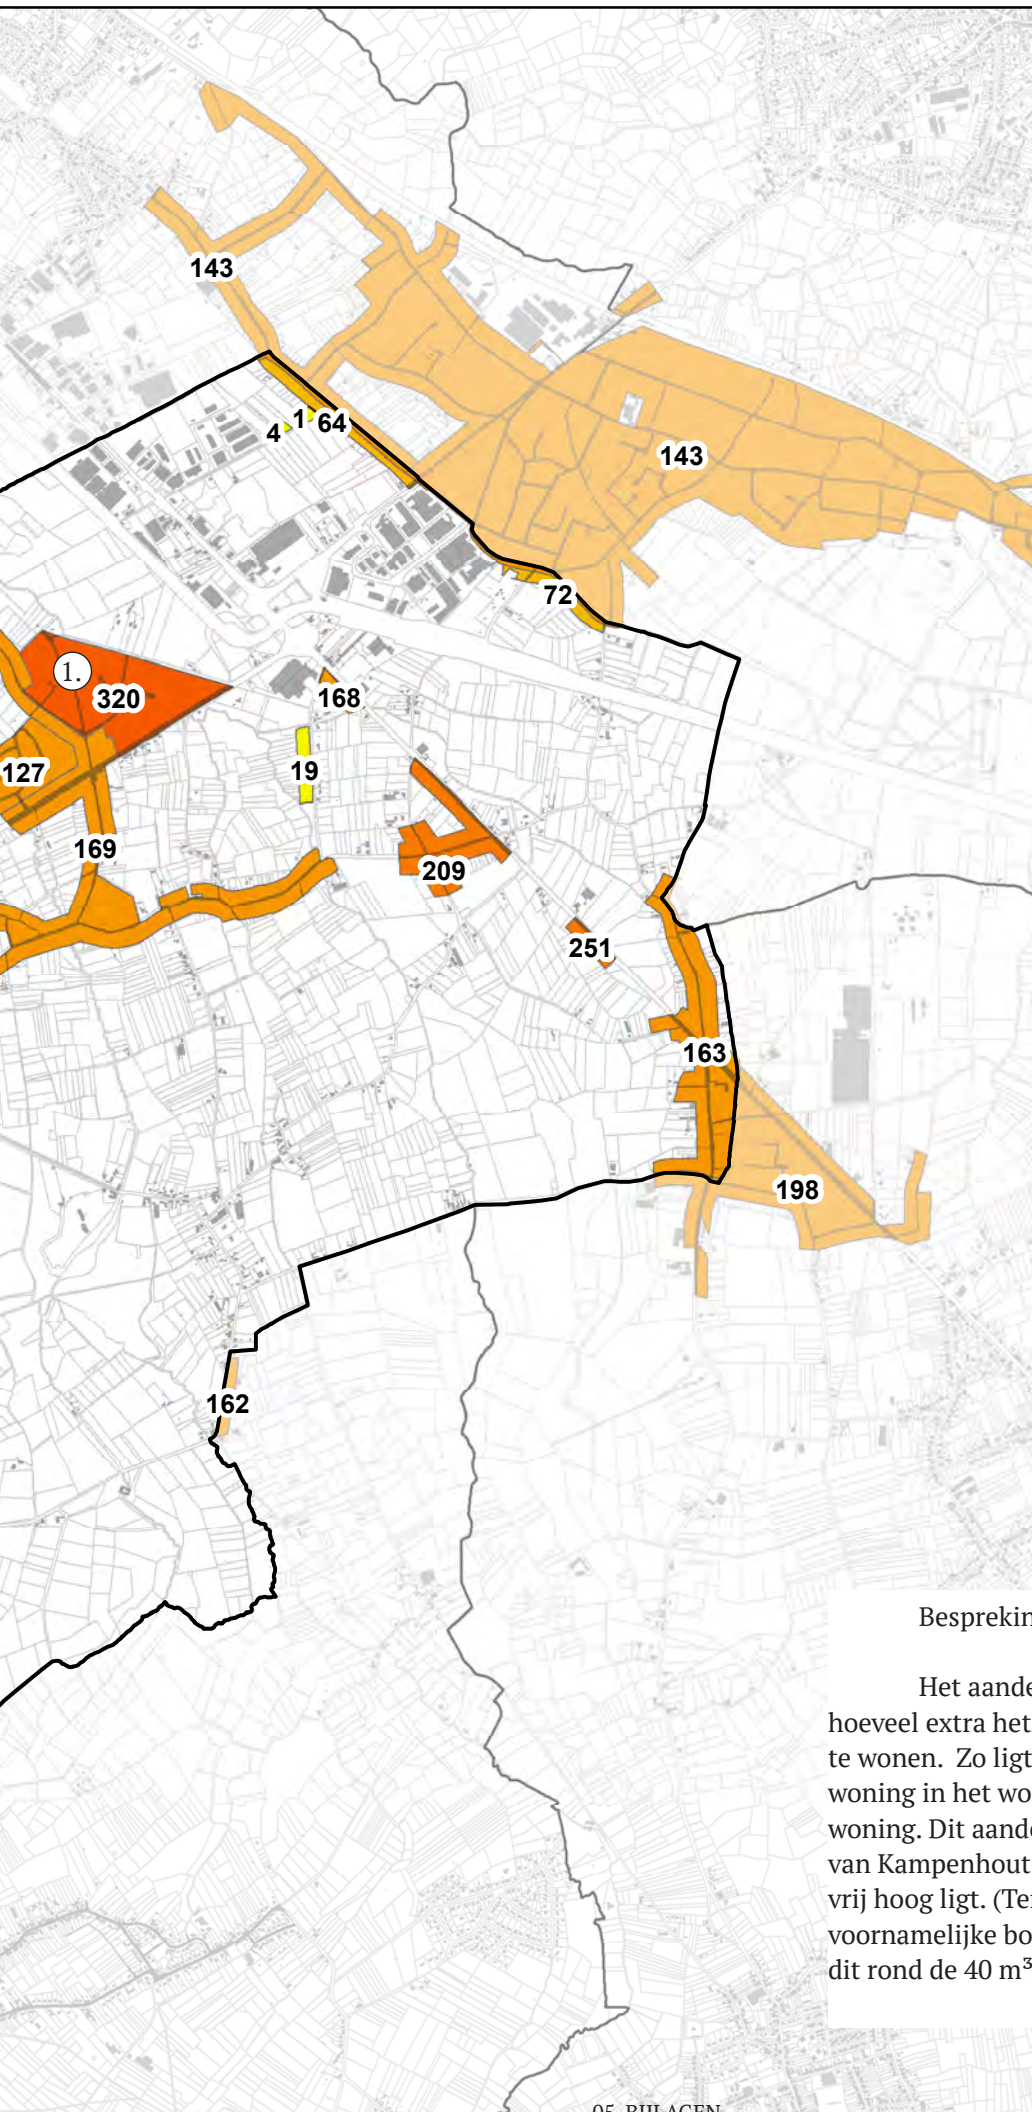 143
1
64
4
143
72
1.
320
168
127
19
169
209
251
163
198
162
Besprekin
Het aande
hoeveel extra het
te wonen. Zo ligt
woning in het wo
woning. Dit aande
van Kampenhout
vrij hoog ligt. (Te
voornamelijke bo
dit rond de 40 m³
05. BIJLAGEN